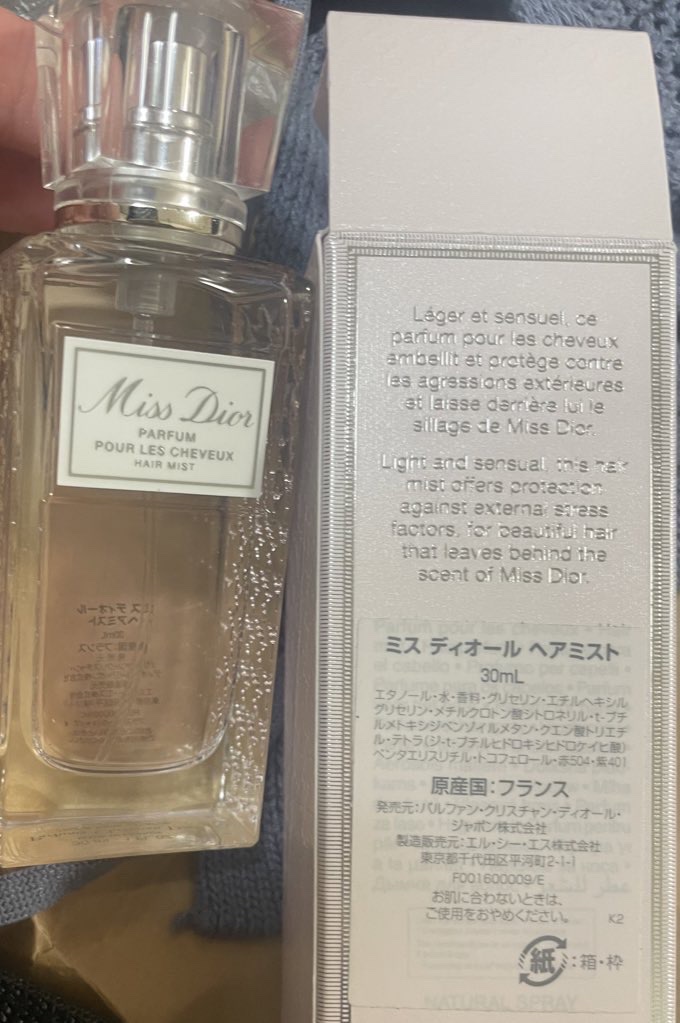 Miss Dior
PARFUM
POUR LES CHEVEUX
HAIR MIST
ミス ディオール
ヘアミスト
30mL
Léger et sensuel, ce
parfum pour les cheveux
embellit et protège contre
les agressions extérieures
et laisse derrière lui le
sillage de Miss Dior.
Light and sensual, this hair
mist offers protection
against external stress
factors, for beautiful hair
that leaves behind the
scent of Miss Dior.
ミス ディオール ヘアミスト
30mL
エタノール・水・香料・グリセリン・エチルヘキシル
グリセリン・メチルクロトン酸シトロネリル・t-ブチ
ルメトキシジベンゾイルメタン・クエン酸トリエチ
ル・テトラ(ジ-t-ブチルヒドロキシヒドロケイヒ酸)
ペンタエリスリチル・トコフェロール・赤504・紫401
原産国:フランス
発売元:パルファン・クリスチャン・ディオール・
ジャポン株式会社
製造販売元:エル・シー・エス株式会社
東京都千代田区平河町2-1-1
F001600009/E
お肌に合わないときは、
ご使用をおやめください。 K2
紙:箱・枠
NATURAL SPRAY